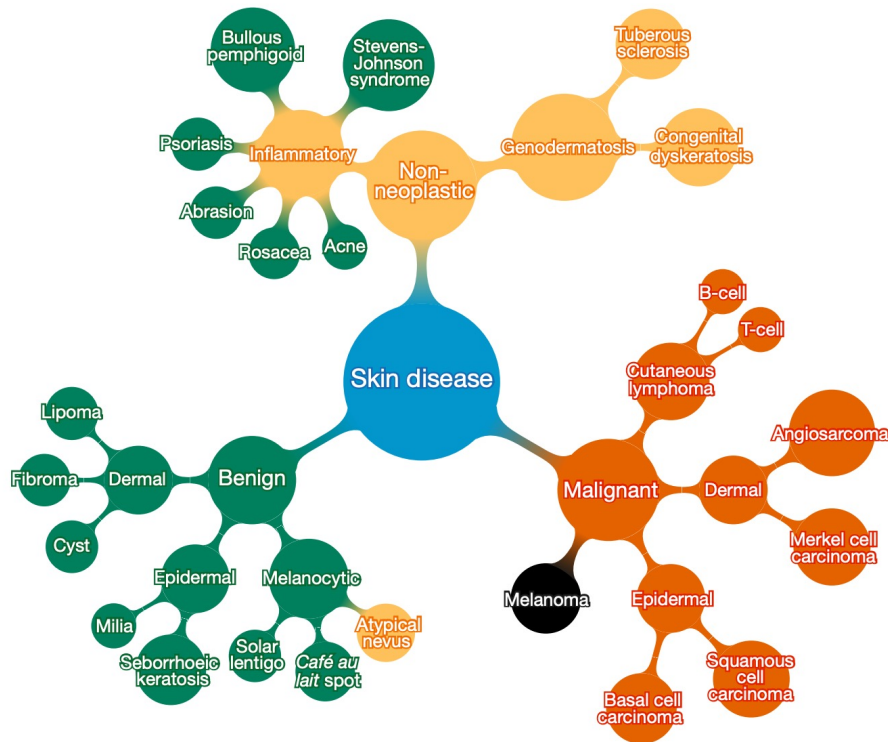 Bullous
pemphigoid
Stevens-
Johnson
syndrome
Tuberous
sclerosis
Psoriasis
Inflammatory
Non-
neoplastic
Genodermatosis
Congenital
dyskeratosis
Abrasion
Rosacea
Acne
B-cell
T-cell
Skin disease
Cutaneous
lymphoma
Lipoma
Angiosarcoma
Fibroma
Dermal
Benign
Malignant
Dermal
Cyst
Merkel cell
carcinoma
Epidermal
Melanocytic
Melanoma
Epidermal
Milia
Atypical
nevus
Seborrhoeic
keratosis
Solar
lentigo
Café au
lait spot
Squamous
cell
carcinoma
Basal cell
carcinoma